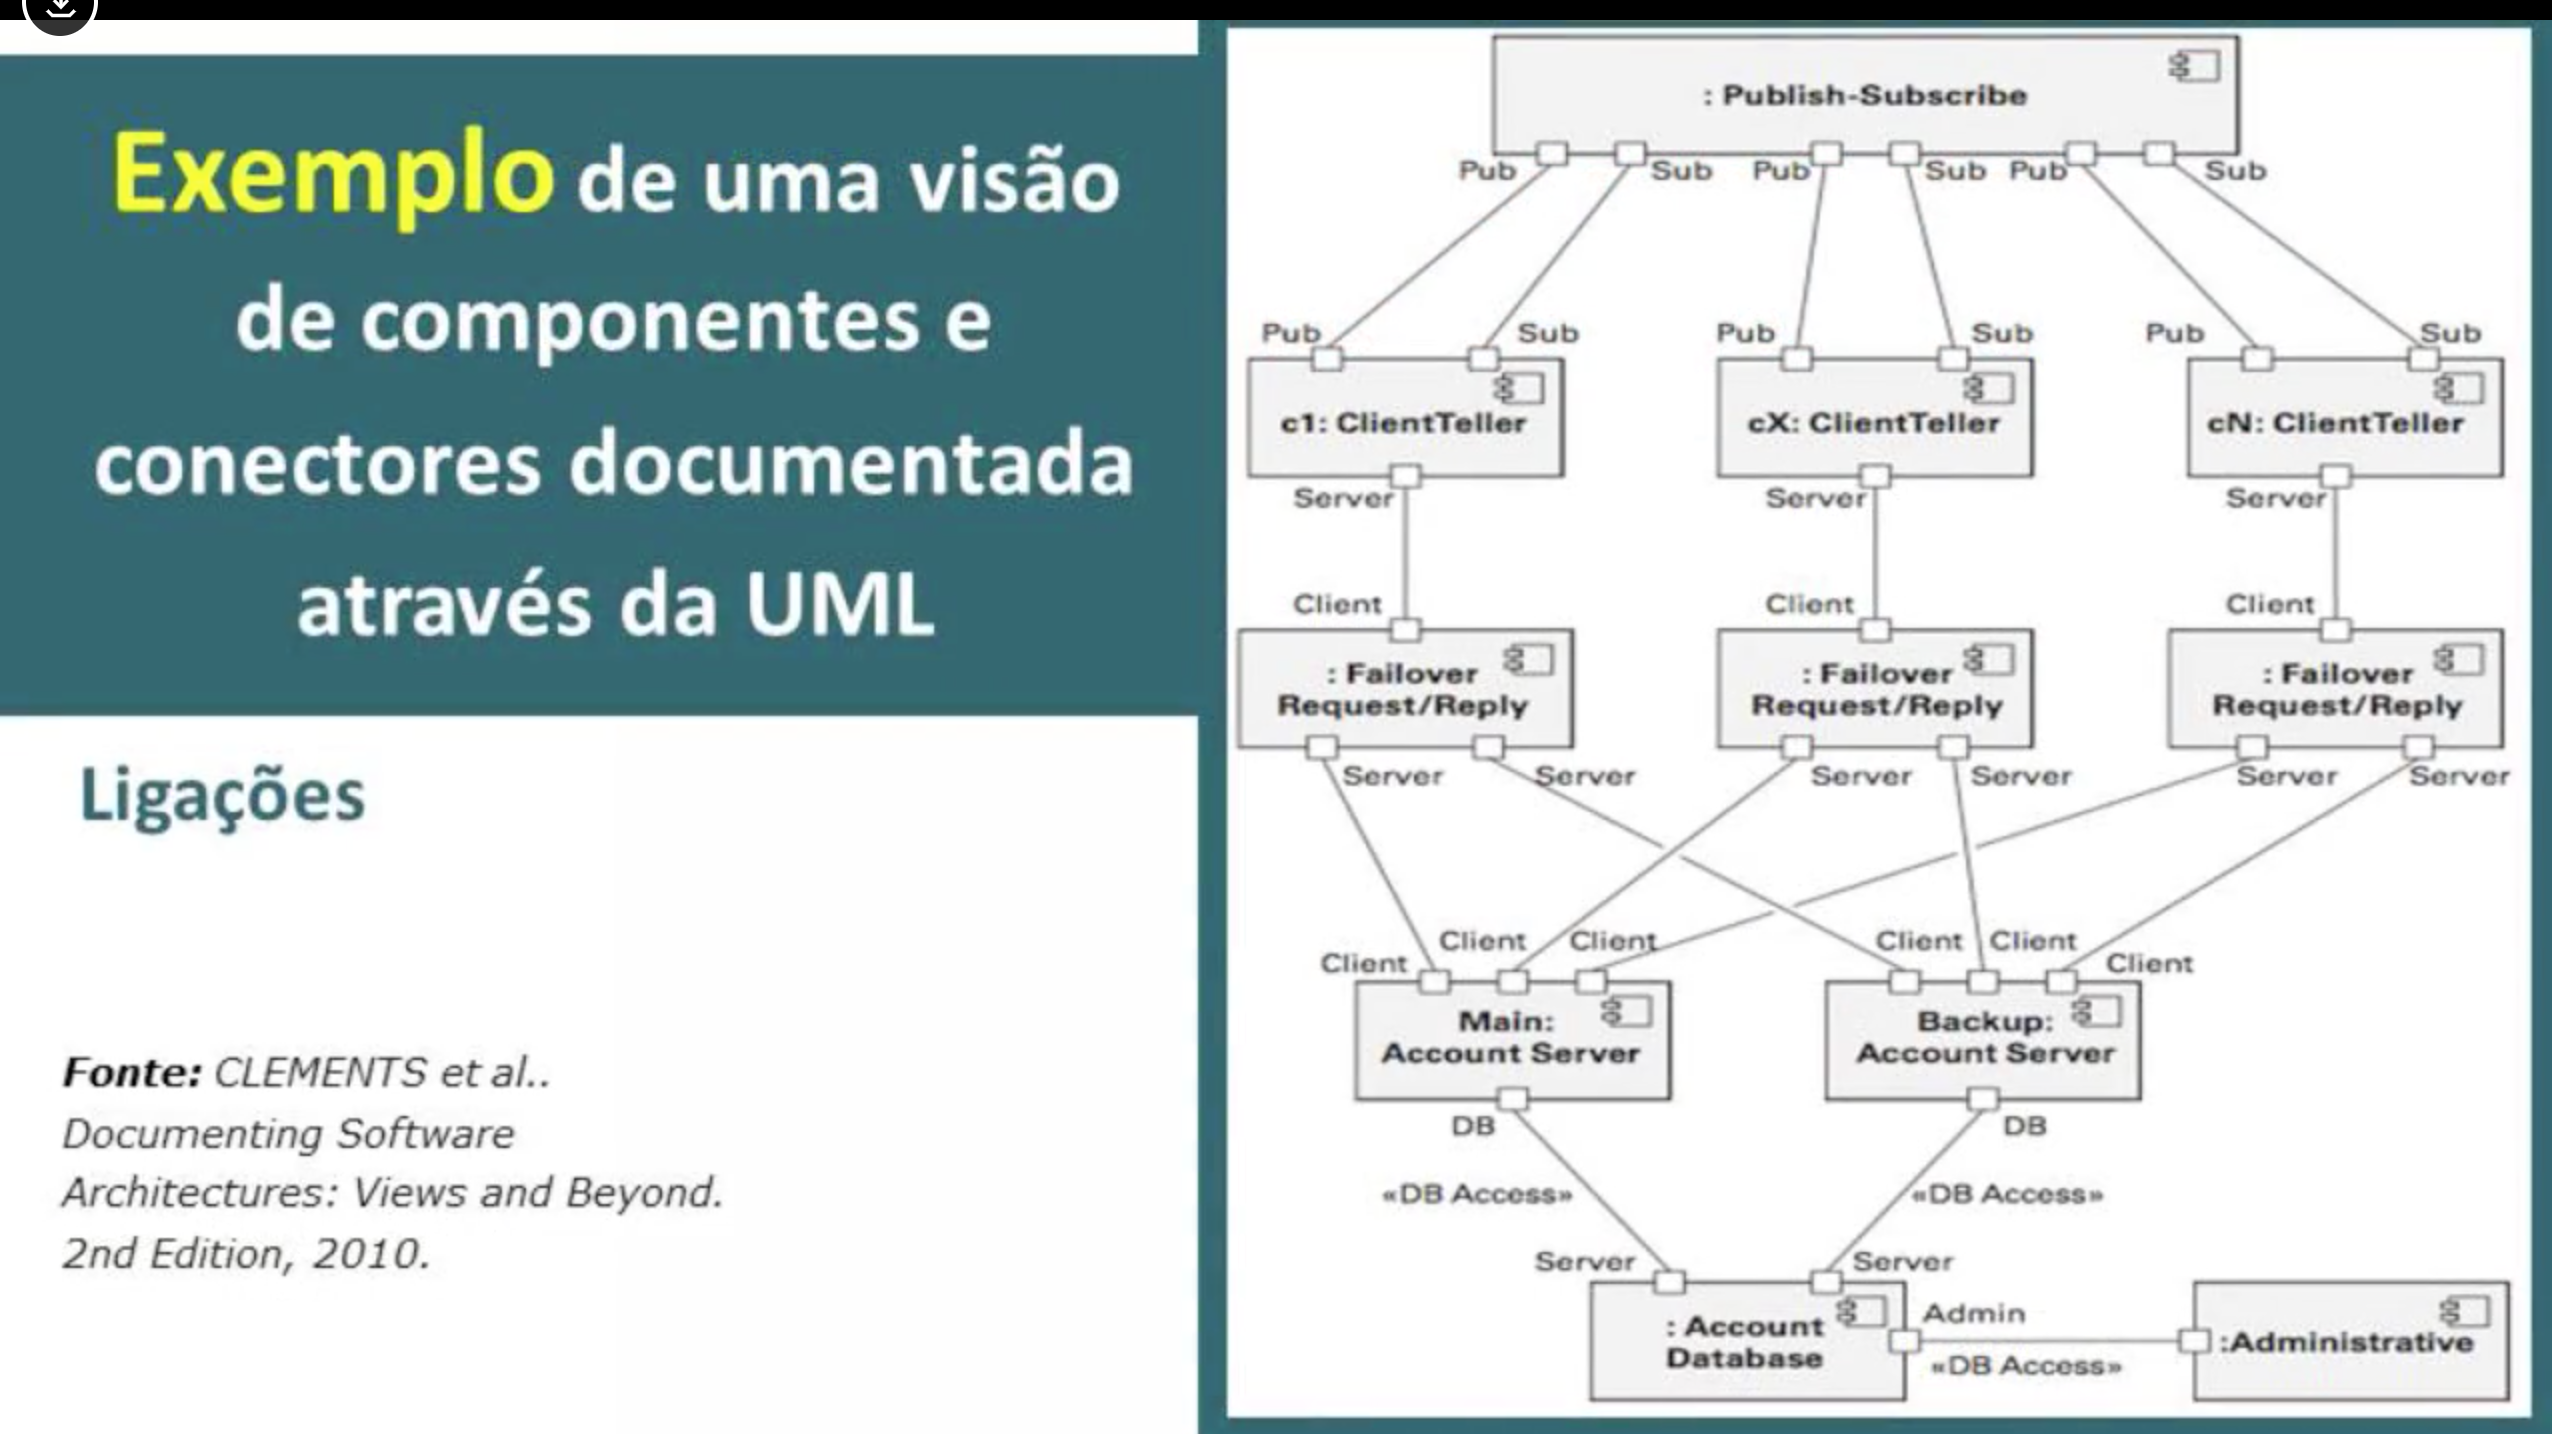 Exemplo de uma visão
de componentes e
conectores documentada
através da UML
Ligações
Fonte: CLEMENTS et al..
Documenting Software
Architectures: Views and Beyond.
2nd Edition, 2010.
: Publish-Subscribe
Pub Sub Pub Sub Pub Sub
Pub Sub Pub Sub Pub Sub
c1: ClientTeller cX: ClientTeller cN: ClientTeller
Server Server Server
Client Client Client
: Failover : Failover : Failover
Request/Reply Request/Reply Request/Reply
Server Server Server Server Server Server
Client Client Client Client
Client Client
Main: Backup:
Account Server Account Server
DB DB
«DB Access» «DB Access»
Server Server
: Account Admin
Database :Administrative
«DB Access»